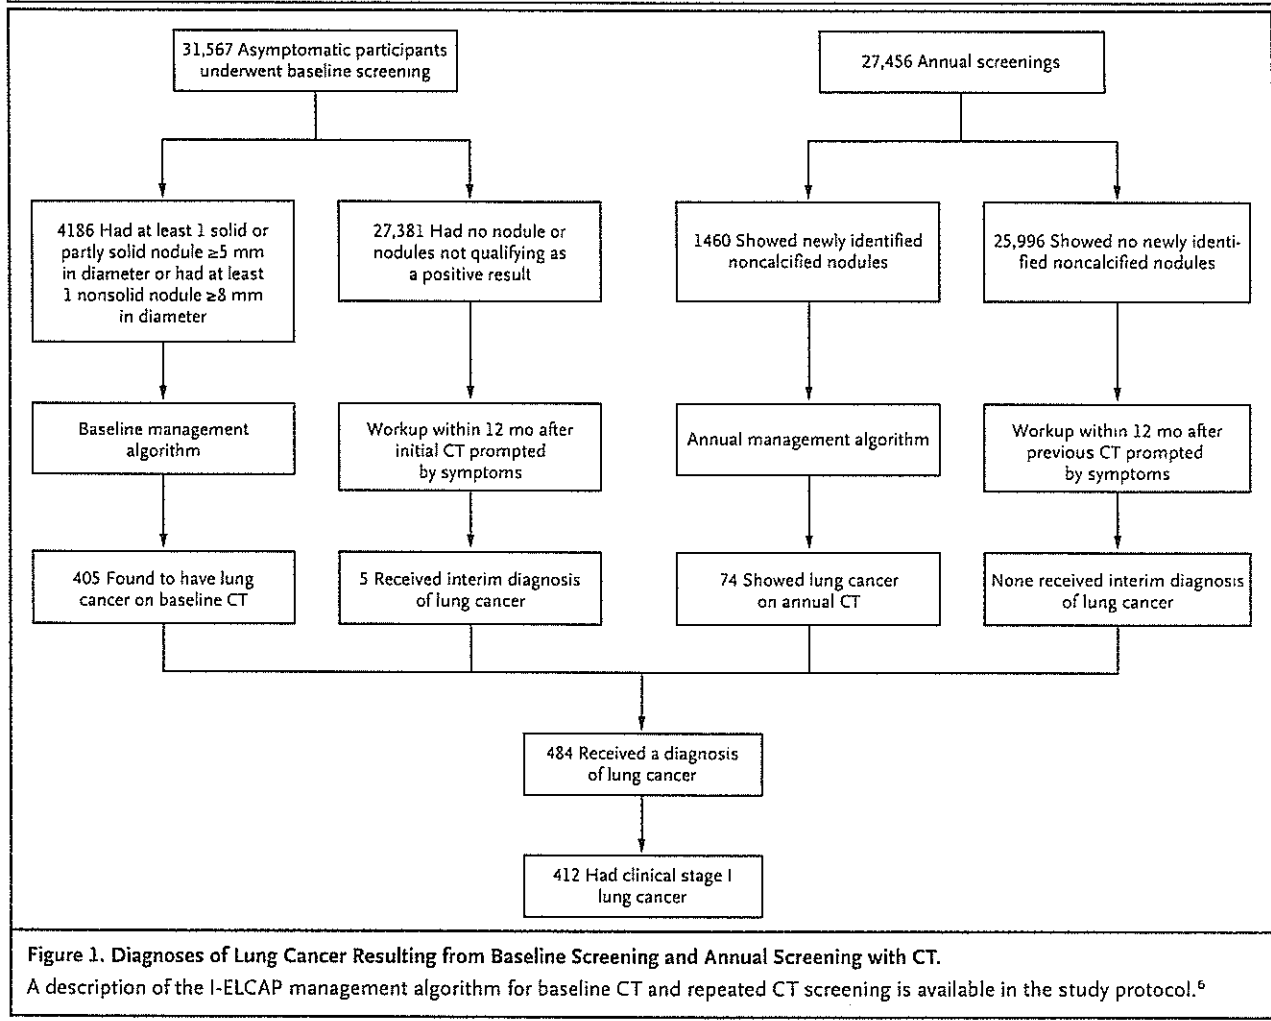 31,567 Asymptomatic participants
underwent baseline screening
27,456 Annual screenings
4186 Had at least 1 solid or
partly solid nodule ≥5 mm
in diameter or had at least
1 nonsolid nodule ≥8 mm
in diameter
27,381 Had no nodule or
nodules not qualifying as
a positive result
1460 Showed newly identified
noncalcified nodules
25,996 Showed no newly identi-
fied noncalcified nodules
Baseline management
algorithm
Workup within 12 mo after
initial CT prompted
by symptoms
Annual management algorithm
Workup within 12 mo after
previous CT prompted
by symptoms
405 Found to have lung
cancer on baseline CT
5 Received interim diagnosis
of lung cancer
74 Showed lung cancer
on annual CT
None received interim diagnosis
of lung cancer
484 Received a diagnosis
of lung cancer
412 Had clinical stage I
lung cancer
Figure 1. Diagnoses of Lung Cancer Resulting from Baseline Screening and Annual Screening with CT.
A description of the I-ELCAP management algorithm for baseline CT and repeated CT screening is available in the study protocol.⁶